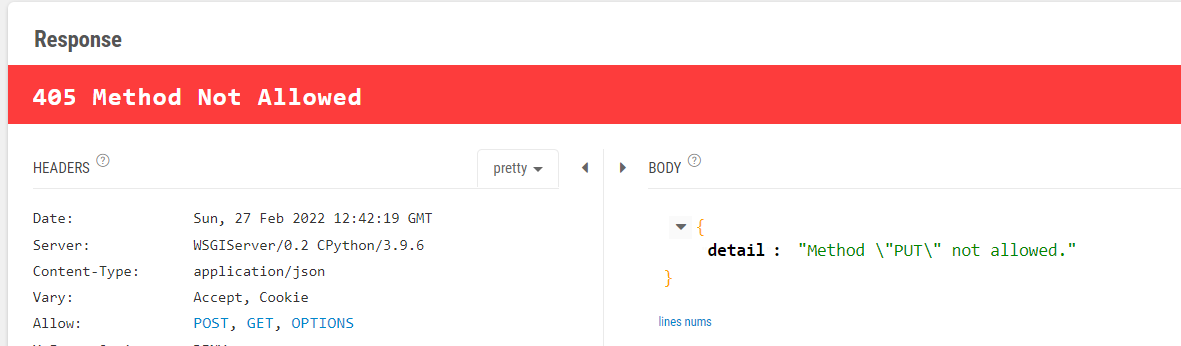 Response
405 Method Not Allowed
HEADERS ?
pretty
BODY ?
Date: Sun, 27 Feb 2022 12:42:19 GMT
Server: WSGIServer/0.2 CPython/3.9.6
Content-Type: application/json
Vary: Accept, Cookie
Allow: POST, GET, OPTIONS
{
detail : "Method \"PUT\" not allowed."
}
lines nums